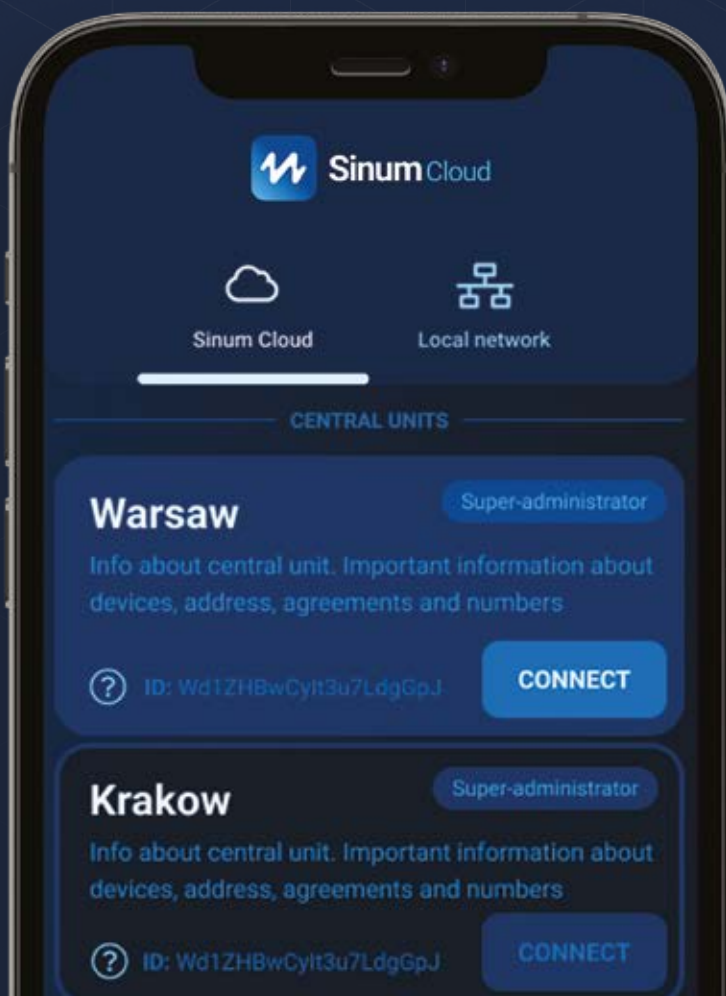 Sinum Cloud
Sinum Cloud
Local network
CENTRAL UNITS
Warsaw
Super-administrator
Info about central unit. Important information about
devices, address, agreements and numbers
ID: Wd1ZHBwCyIt3u7LdgGpJ
CONNECT
Krakow
Super-administrator
Info about central unit. Important information about
devices, address, agreements and numbers
ID: Wd1ZHBwCyIt3u7LdgGpJ
CONNECT